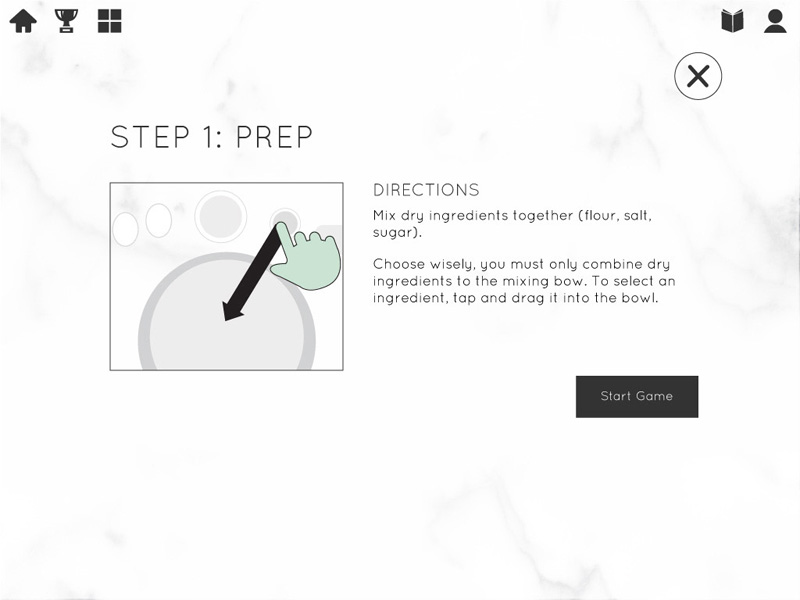 STEP 1: PREP
DIRECTIONS
Mix dry ingredients together (flour, salt,
sugar).
Choose wisely, you must only combine dry
ingredients to the mixing bow. To select an
ingredient, tap and drag it into the bowl.
Start Game